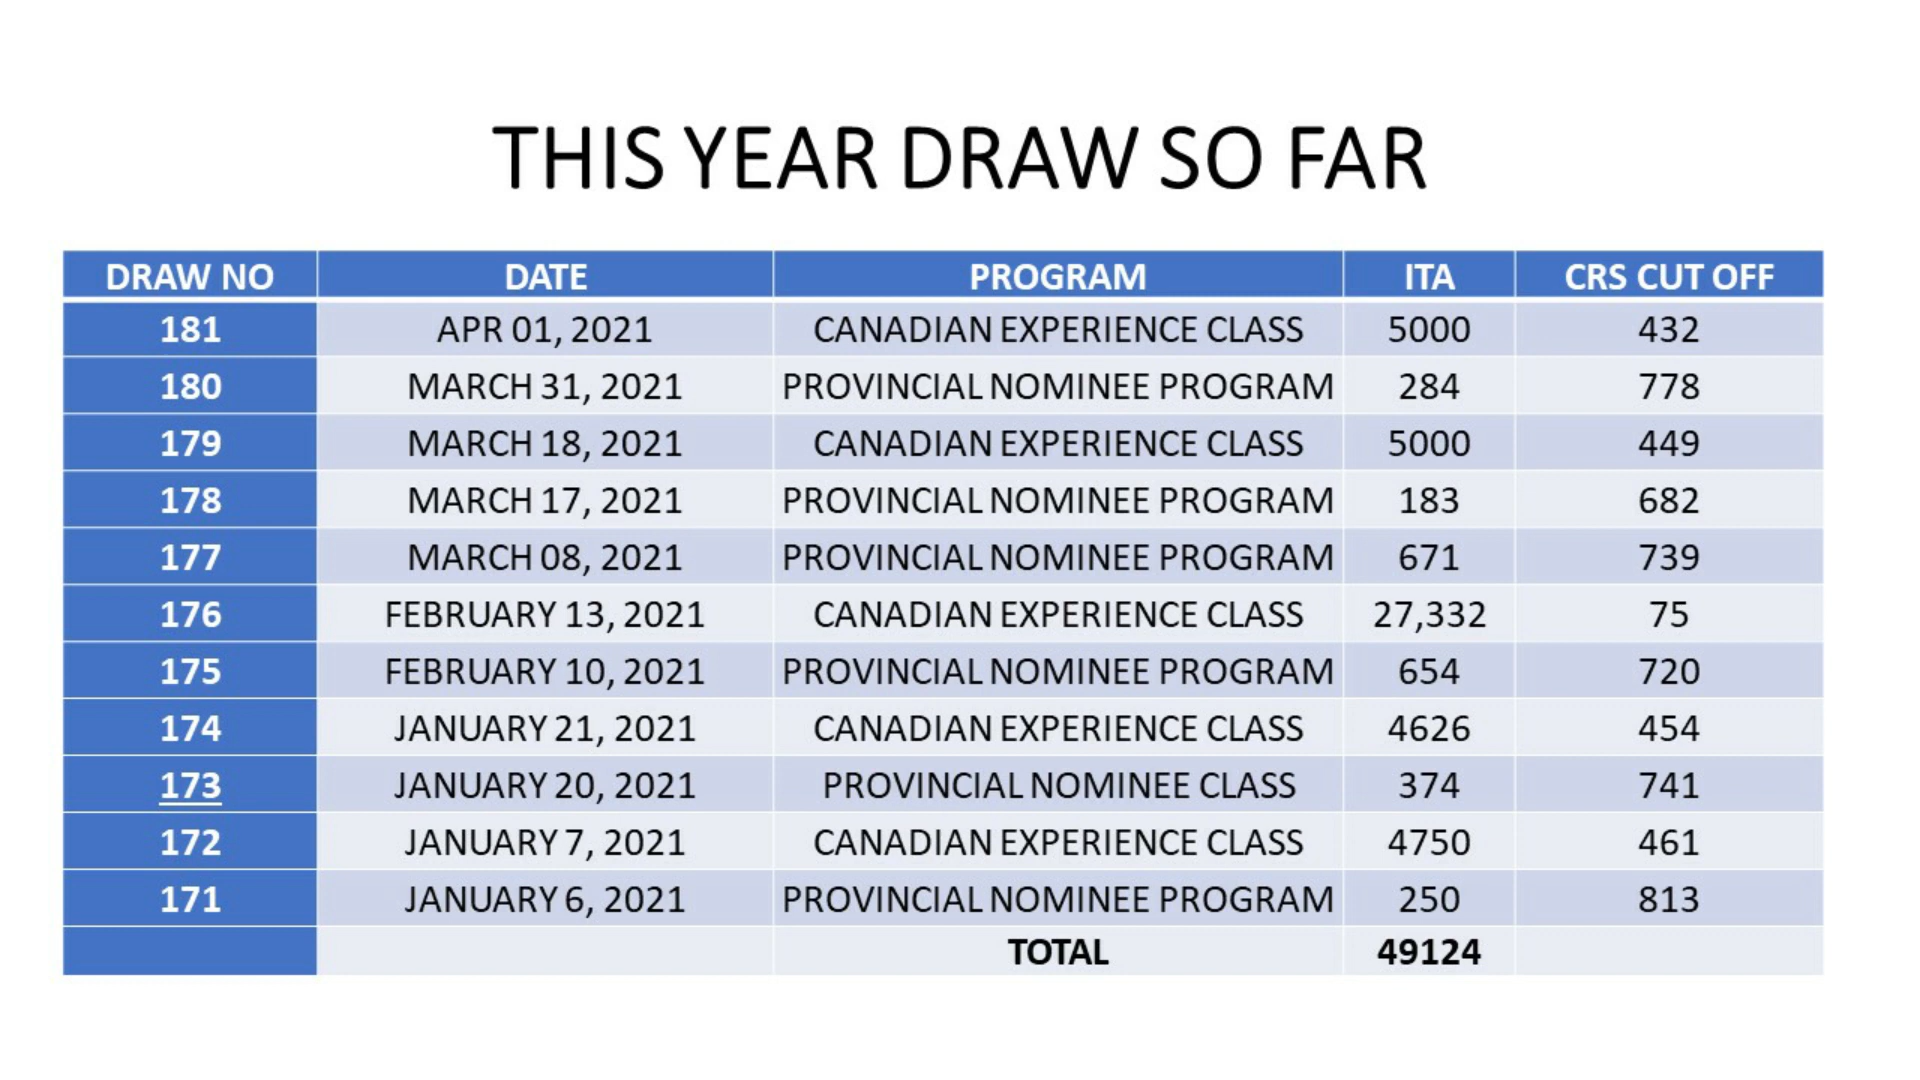 THIS YEAR DRAW SO FAR
DRAW NO DATE PROGRAM ITA CRS CUT OFF
181 APR 01, 2021 CANADIAN EXPERIENCE CLASS 5000 432
180 MARCH 31, 2021 PROVINCIAL NOMINEE PROGRAM 284 778
179 MARCH 18, 2021 CANADIAN EXPERIENCE CLASS 5000 449
178 MARCH 17, 2021 PROVINCIAL NOMINEE PROGRAM 183 682
177 MARCH 08, 2021 PROVINCIAL NOMINEE PROGRAM 671 739
176 FEBRUARY 13, 2021 CANADIAN EXPERIENCE CLASS 27,332 75
175 FEBRUARY 10, 2021 PROVINCIAL NOMINEE PROGRAM 654 720
174 JANUARY 21, 2021 CANADIAN EXPERIENCE CLASS 4626 454
173 JANUARY 20, 2021 PROVINCIAL NOMINEE CLASS 374 741
172 JANUARY 7, 2021 CANADIAN EXPERIENCE CLASS 4750 461
171 JANUARY 6, 2021 PROVINCIAL NOMINEE PROGRAM 250 813
TOTAL 49124